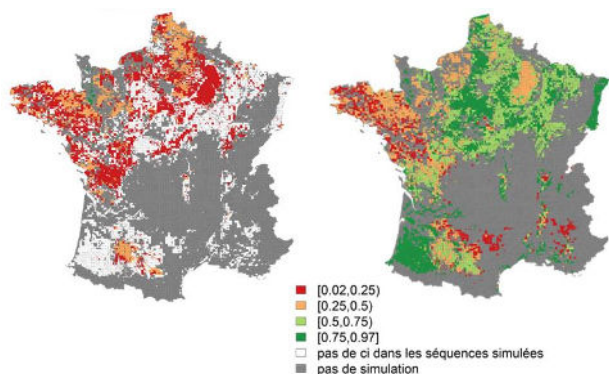 [0.02,0.25)
[0.25,0.5)
[0.5,0.75)
[0.75,0.97]
pas de ci dans les séquences simulées
pas de simulation